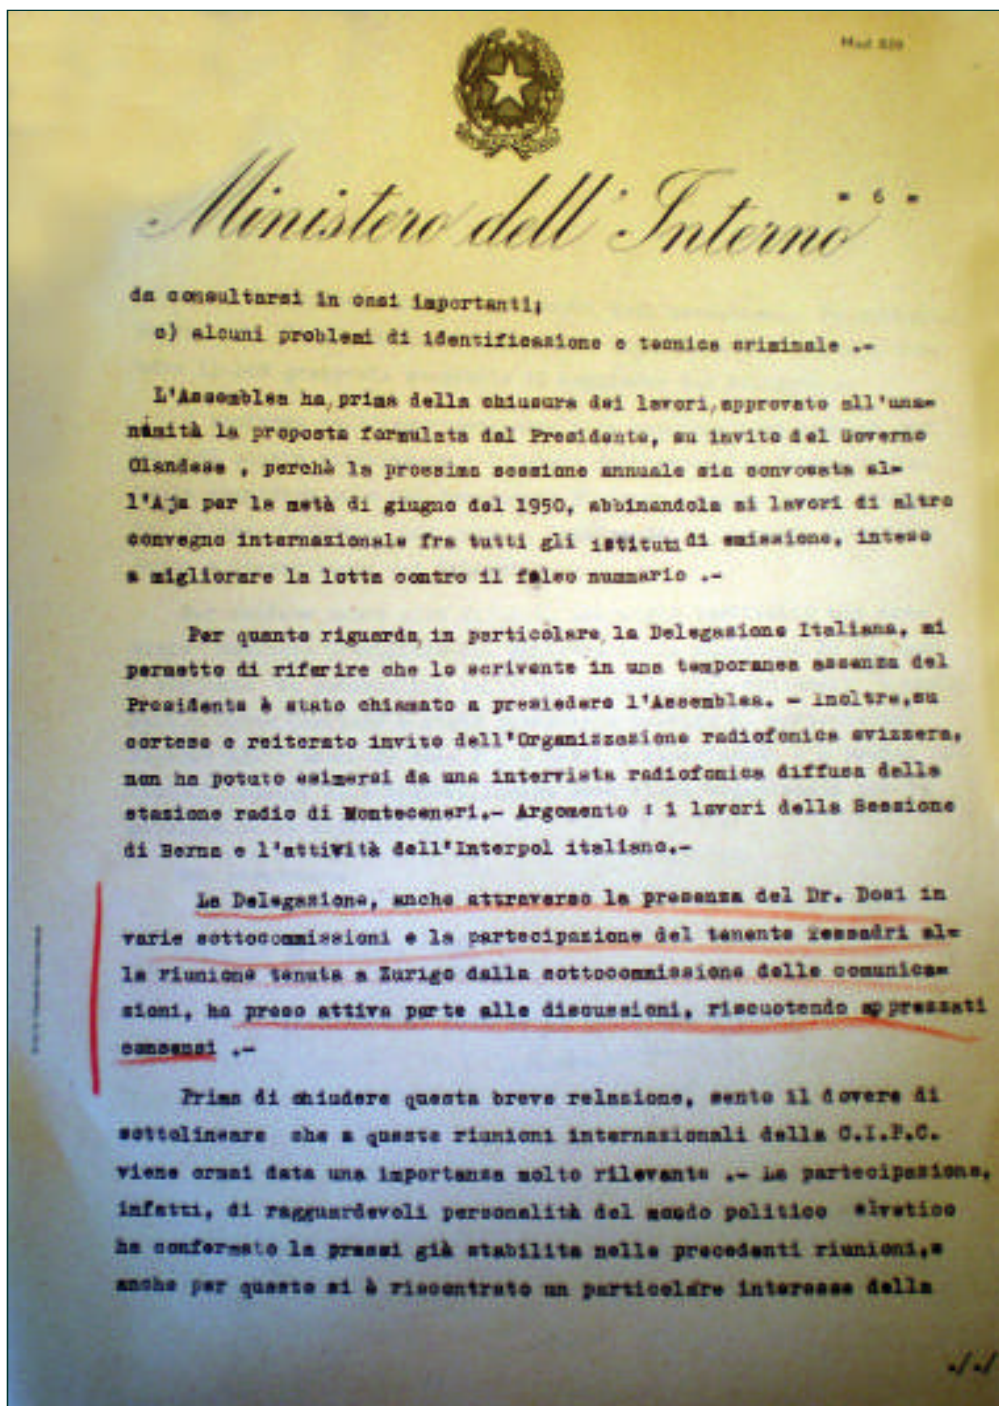 Mod. 820
Ministero dell' Interno
= 6 =
da consultarsi in casi importanti;
c) alcuni problemi di identificazione e tecnica criminale .-
L'Assemblea ha, prima della chiusura dei lavori, approvato all'una=
nimità la proposta formulata dal Presidente, su invito del Governo
Olandese , perchè la prossima sessione annuale sia convocata al=
l'Aja per la metà di giugno del 1950, abbinandola ai lavori di altro
convegno internazionale fra tutti gli istituti di emissione, inteso
a migliorare la lotta contro il falso nummario .-
Per quanto riguarda, in particolare, la Delegazione Italiana, mi
permetto di riferire che lo scrivente in una temporanea assenza del
Presidente è stato chiamato a presiedere l'Assemblea. - Inoltre, su
cortese e reiterato invito dell'Organizzazione radiofonica svizzera,
non ha potuto esimersi da una intervista radiofonica diffusa dalla
stazione radio di Monteceneri.- Argomento : i lavori della Sessione
di Berna e l'attività dell'Interpol italiano.-
La Delegazione, anche attraverso la presenza del Dr. Dosi in
varie sottocommissioni e la partecipazione del tenente al=
la riunione tenuta a Zurigo dalla sottocommissione delle comunica=
zioni, ha preso attiva parte alle discussioni, riscuotendo apprezzati
consensi .-
Prima di chiudere questa breve relazione, sento il dovere di
sottolineare che a queste riunioni internazionali della C.I.P.C.
viene ormai data una importanza molto rilevante .- La partecipazione,
infatti, di ragguardevoli personalità del mondo politico elvetico
ha confermato la prassi già stabilita nelle precedenti riunioni, e
anche per questo si è riscontrato un particolare interesse della
./.